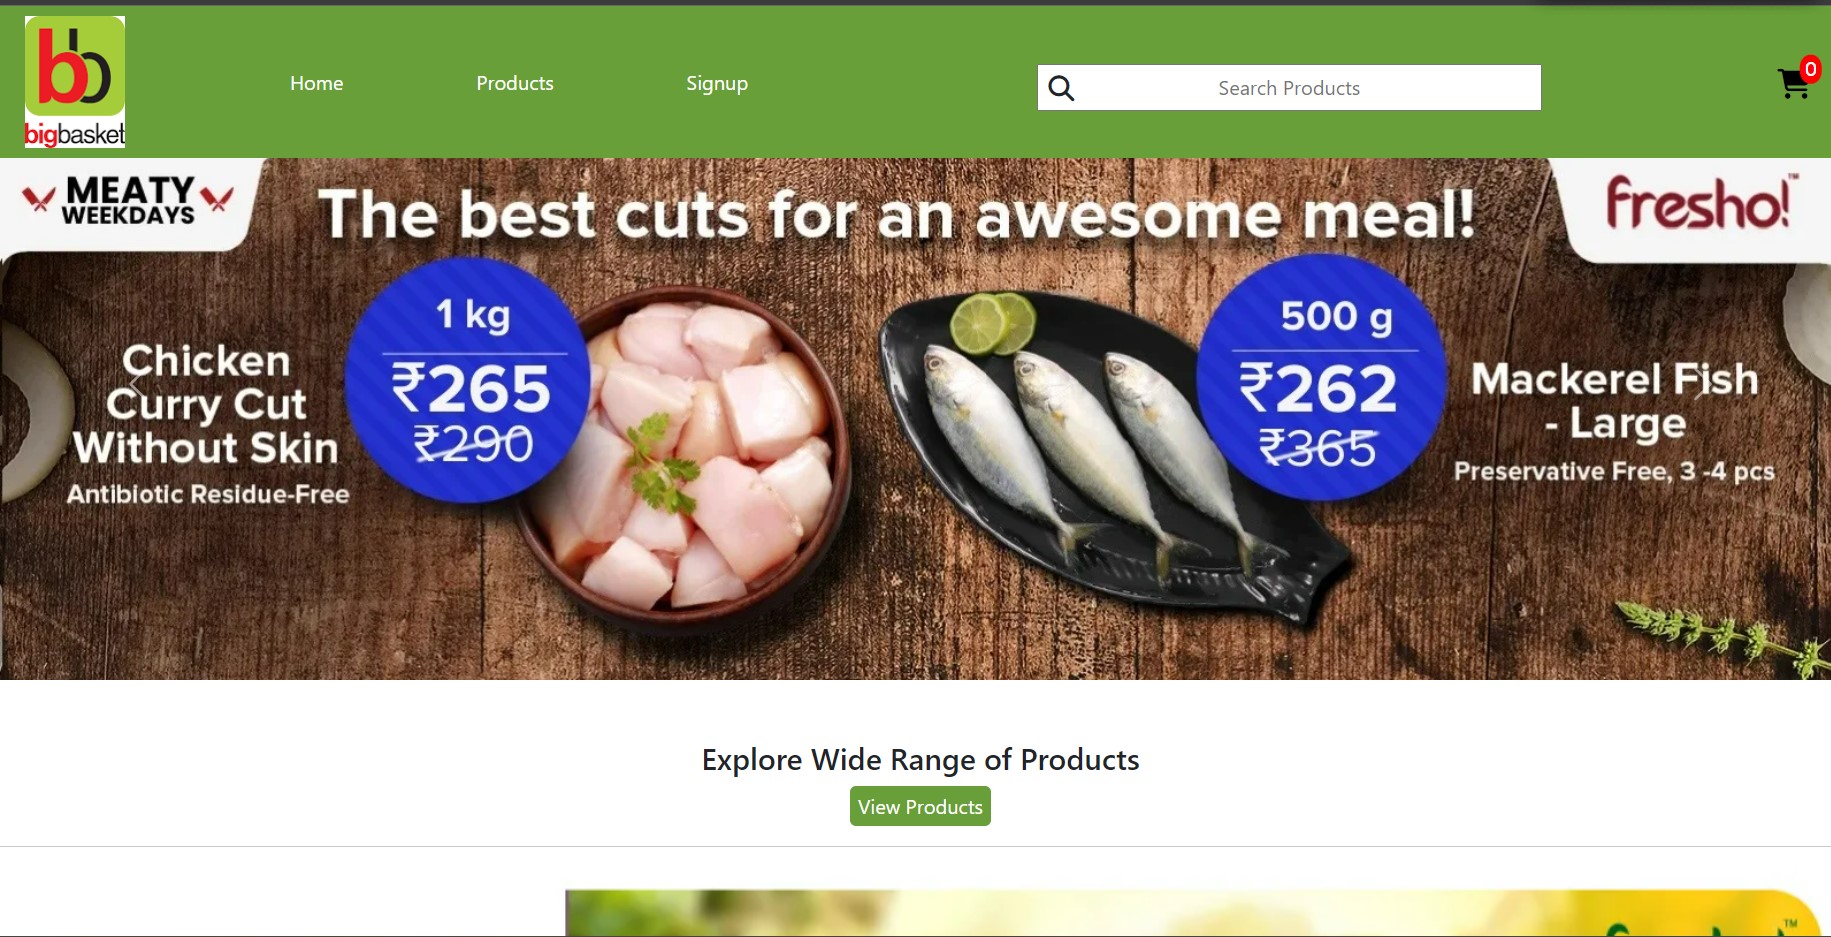 bigbasket
Home
Products
Signup
Search Products
0
MEATY
WEEKDAYS
The best cuts for an awesome meal!
fresho!™
Chicken
Curry Cut
Without Skin
Antibiotic Residue-Free
1 kg
₹265
₹290
500 g
₹262
₹365
Mackerel Fish
- Large
Preservative Free, 3 -4 pcs
Explore Wide Range of Products
View Products
TM